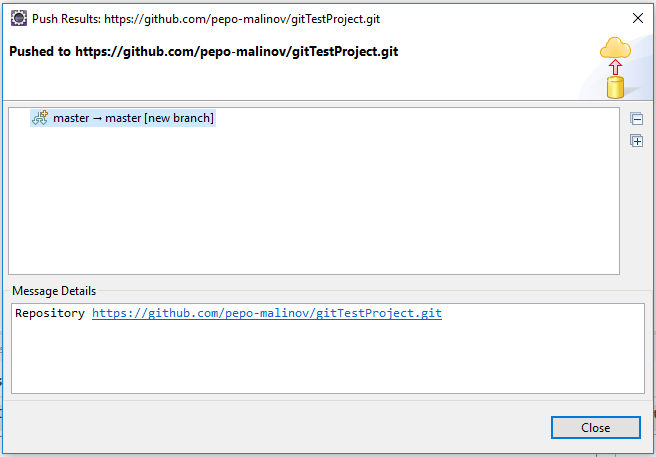 Push Results: https://github.com/pepo-malinov/gitTestProject.git
Pushed to https://github.com/pepo-malinov/gitTestProject.git
master → master [new branch]
Message Details
Repository https://github.com/pepo-malinov/gitTestProject.git
Close